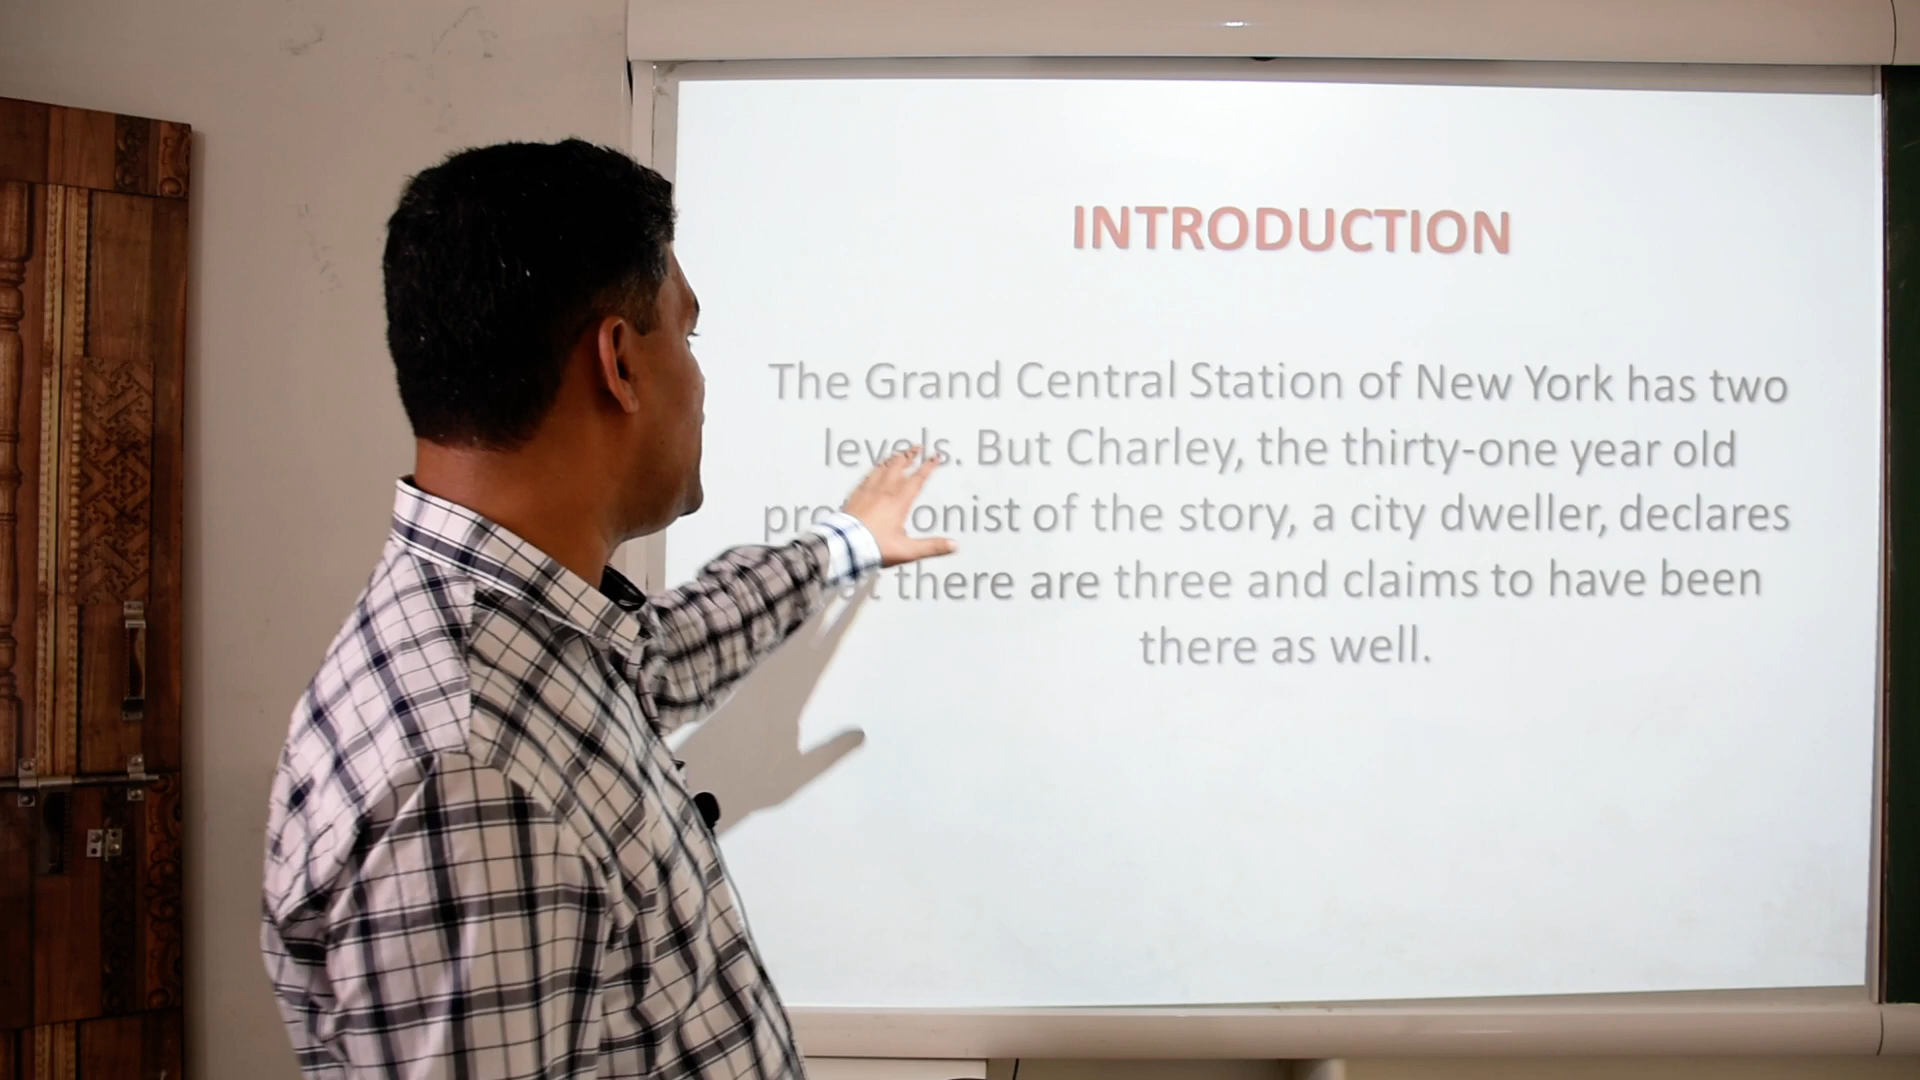 INTRODUCTION
The Grand Central Station of New York has two
levels. But Charley, the thirty-one year old
of the story, a city dweller, declares
there are three and claims to have been
there as well.